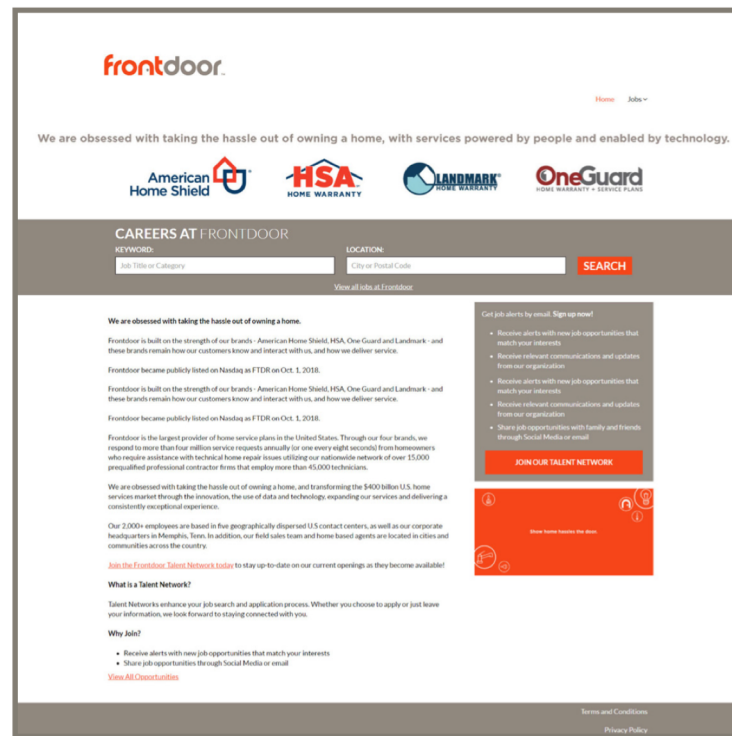 frontdoor
Home Jobs
We are obsessed with taking the hassle out of owning a home, with services powered by people and enabled by technology.
American
Home Shield
HSA
HOME WARRANTY
LANDMARK
HOME WARRANTY
OneGuard
HOME WARRANTY + SERVICE PLANS
CAREERS AT FRONTDOOR
KEYWORD: LOCATION:
Job Title or Category City or Postal Code SEARCH
View all jobs at Frontdoor
We are obsessed with taking the hassle out of owning a home.
Frontdoor is built on the strength of our brands - American Home Shield, HSA, One Guard and Landmark - and
these brands remain how our customers know and interact with us, and how we deliver service.
Frontdoor became publicly listed on Nasdaq as FTDR on Oct. 1, 2018.
Frontdoor is built on the strength of our brands - American Home Shield, HSA, One Guard and Landmark - and
these brands remain how our customers know and interact with us, and how we deliver service.
Frontdoor became publicly listed on Nasdaq as FTDR on Oct. 1, 2018.
Frontdoor is the largest provider of home service plans in the United States. Through our four brands, we
respond to more than four million service requests annually (or one every eight seconds) from homeowners
who require assistance with technical home repair issues utilizing our nationwide network of over 15,000
prequalified professional contractor firms that employ more than 45,000 technicians.
We are obsessed with taking the hassle out of owning a home, and transforming the $400 billon U.S. home
services market through the innovation, the use of data and technology, expanding our services and delivering a
consistently exceptional experience.
Our 2,000+ employees are based in five geographically dispersed U.S contact centers, as well as our corporate
headquarters in Memphis, Tenn. In addition, our field sales team and home based agents are located in cities and
communities across the country.
Join the Frontdoor Talent Network today to stay up-to-date on our current openings as they become available!
What is a Talent Network?
Talent Networks enhance your job search and application process. Whether you choose to apply or just leave
your information, we look forward to staying connected with you.
Why Join?
• Receive alerts with new job opportunities that match your interests
• Share job opportunities through Social Media or email
View All Opportunities
Get job alerts by email. Sign up now!
• Receive alerts with new job opportunities that
match your interests
• Receive relevant communications and updates
from our organization
• Receive alerts with new job opportunities that
match your interests
• Receive relevant communications and updates
from our organization
• Share job opportunities with family and friends
through Social Media or email
JOIN OUR TALENT NETWORK
Show home hassles the door.
Terms and Conditions
Privacy Policy